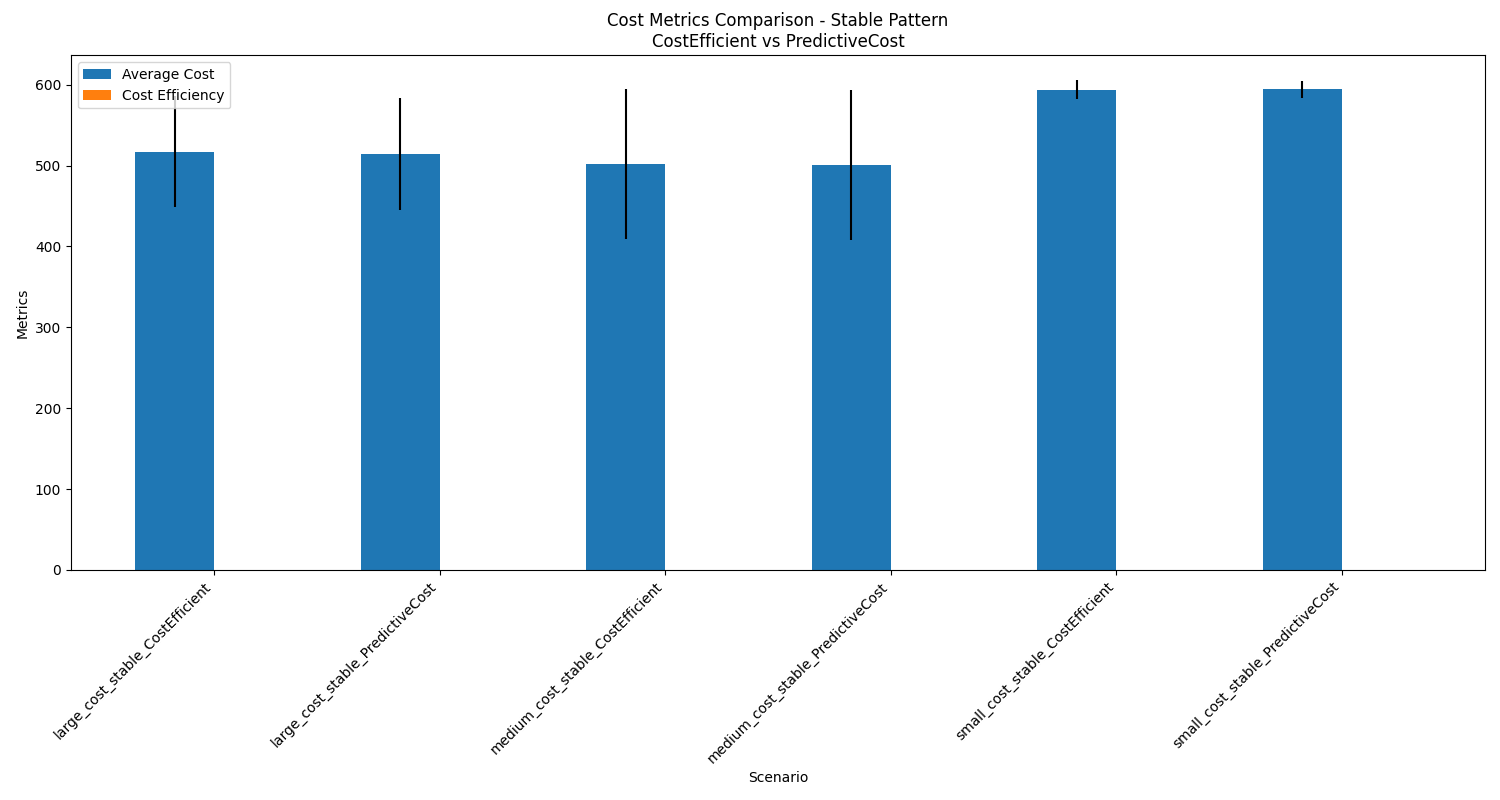 Cost Metrics Comparison - Stable Pattern
CostEfficient vs PredictiveCost
Average Cost
Cost Efficiency
Metrics
600
500
400
300
200
100
0
large_cost_stable_CostEfficient
large_cost_stable_PredictiveCost
medium_cost_stable_CostEfficient
medium_cost_stable_PredictiveCost
small_cost_stable_CostEfficient
small_cost_stable_PredictiveCost
Scenario